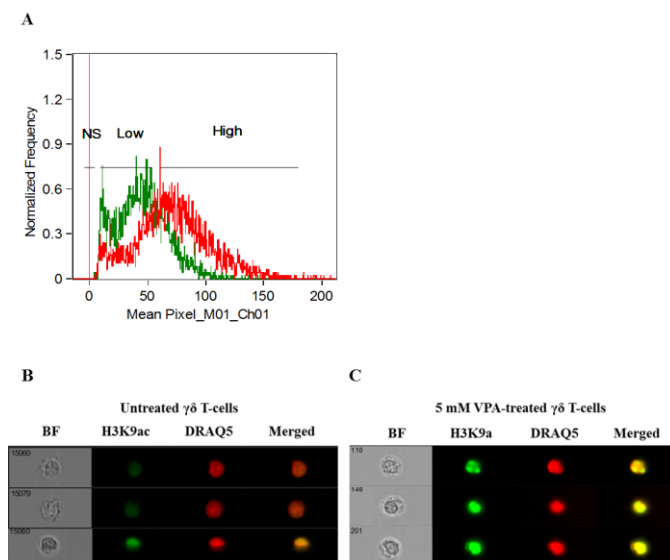 A
1.5
1.2
0.9
0.6
0.3
0
NS Low High
Normalized Frequency
0 50 100 150 200
Mean Pixel_M01_Ch01
B
Untreated γδ T-cells
BF H3K9ac DRAQ5 Merged
15060
15079
15080
C
5 mM VPA-treated γδ T-cells
BF H3K9a DRAQ5 Merged
110
146
201